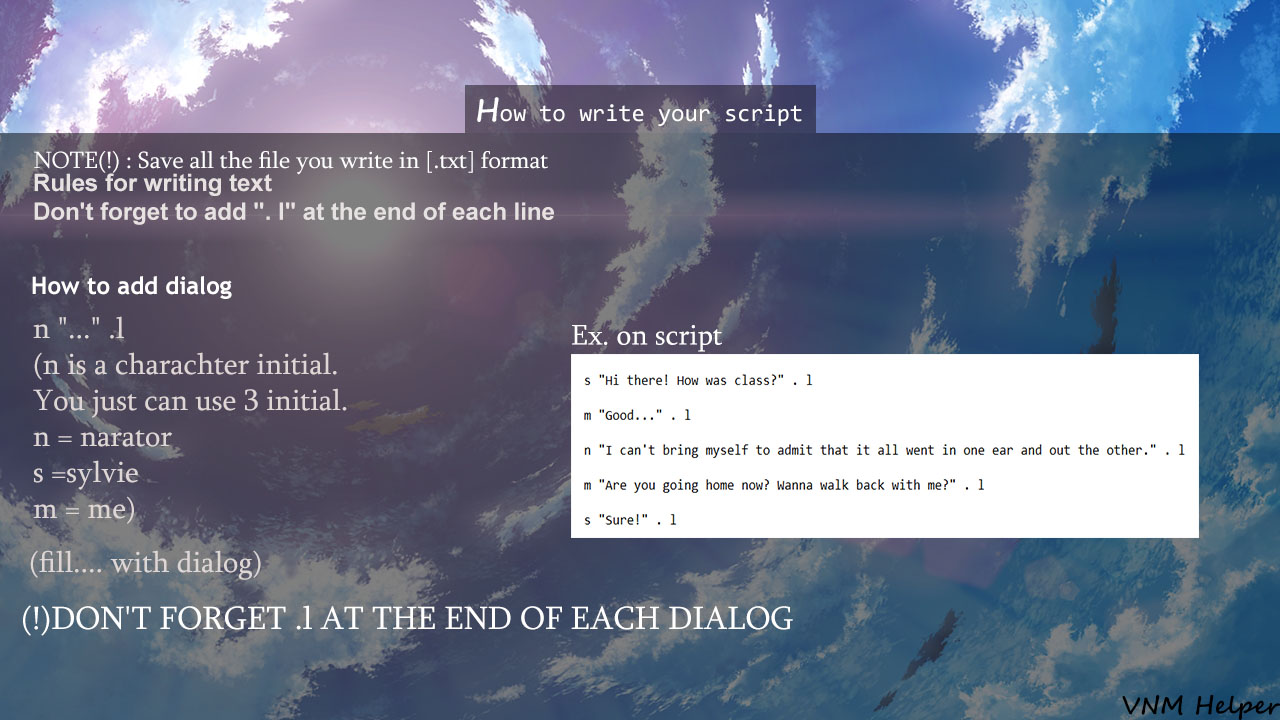 How to write your script
NOTE(!) : Save all the file you write in [.txt] format
Rules for writing text
Don't forget to add ". l" at the end of each line
How to add dialog
n "..." .l
(n is a charachter initial.
You just can use 3 initial.
n = narator
s =sylvie
m = me)
(fill.... with dialog)
Ex. on script
s "Hi there! How was class?" . l
m "Good..." . l
n "I can't bring myself to admit that it all went in one ear and out the other." . l
m "Are you going home now? Wanna walk back with me?" . l
s "Sure!" . l
(!)DON'T FORGET .l AT THE END OF EACH DIALOG
VNM Helper